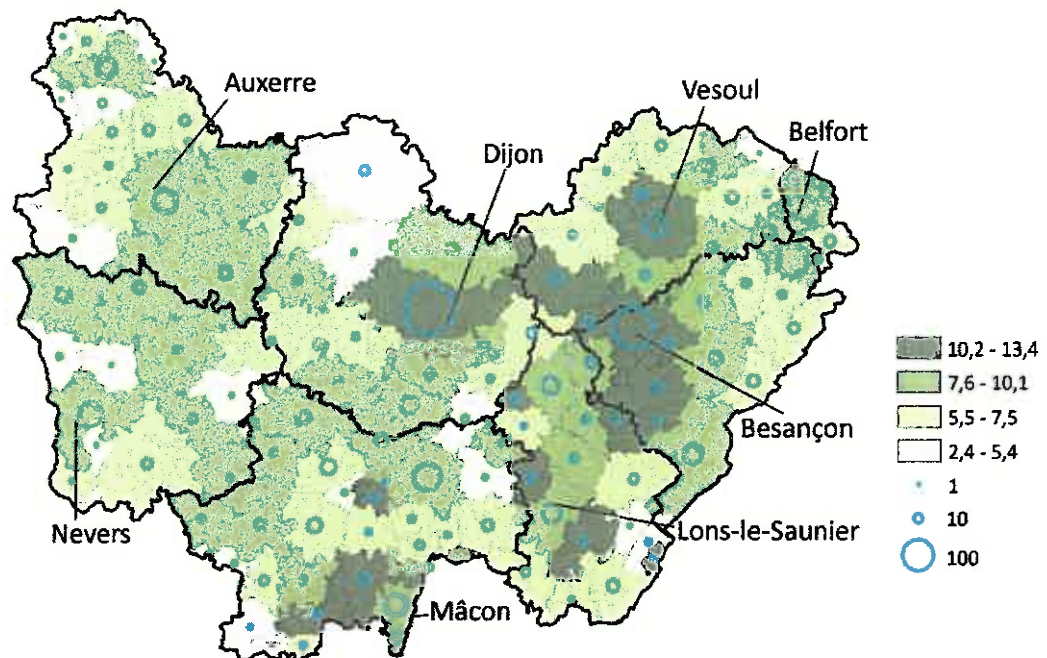 Auxerre
Vesoul
Belfort
Dijon
10,2 - 13,4
7,6 - 10,1
5,5 - 7,5
2,4 - 5,4
1
10
100
Besançon
Nevers
Lons-le-Saunier
Mâcon